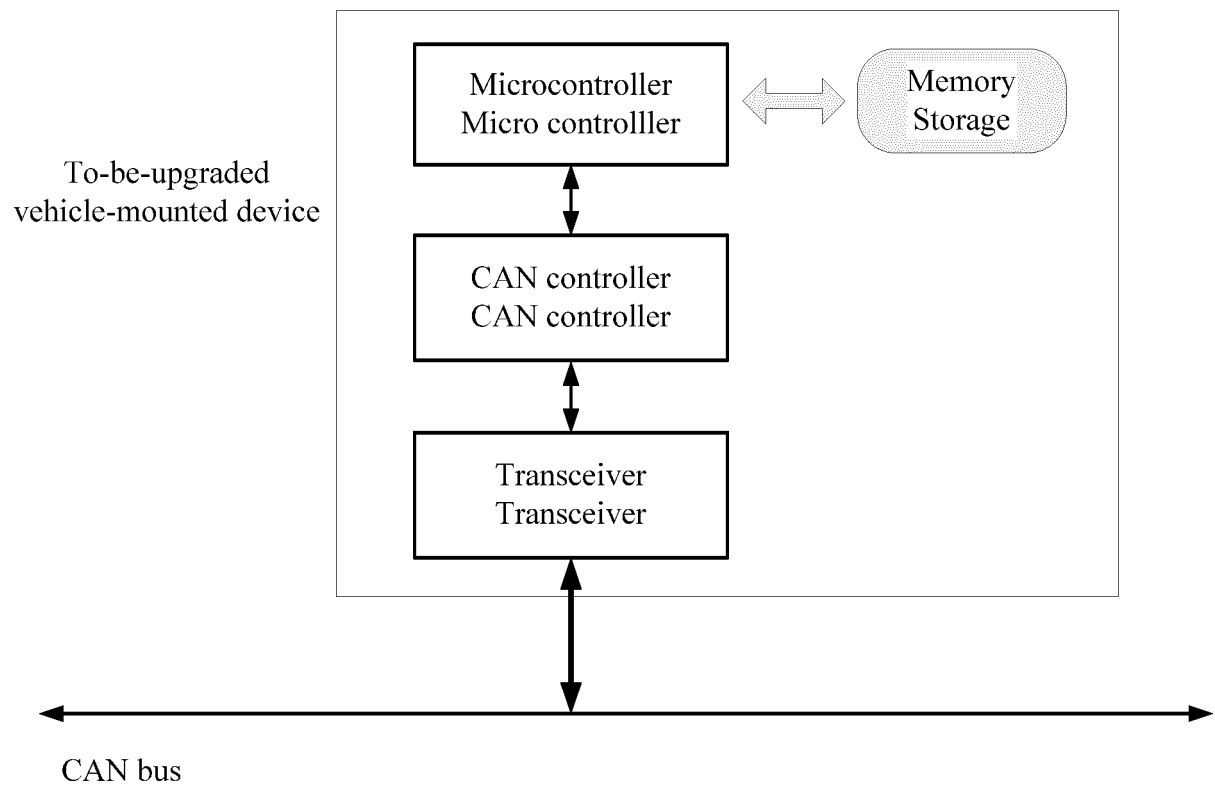 Microcontroller
Micro controlller
Memory
Storage
To-be-upgraded
vehicle-mounted device
CAN controller
CAN controller
Transceiver
Transceiver
CAN bus